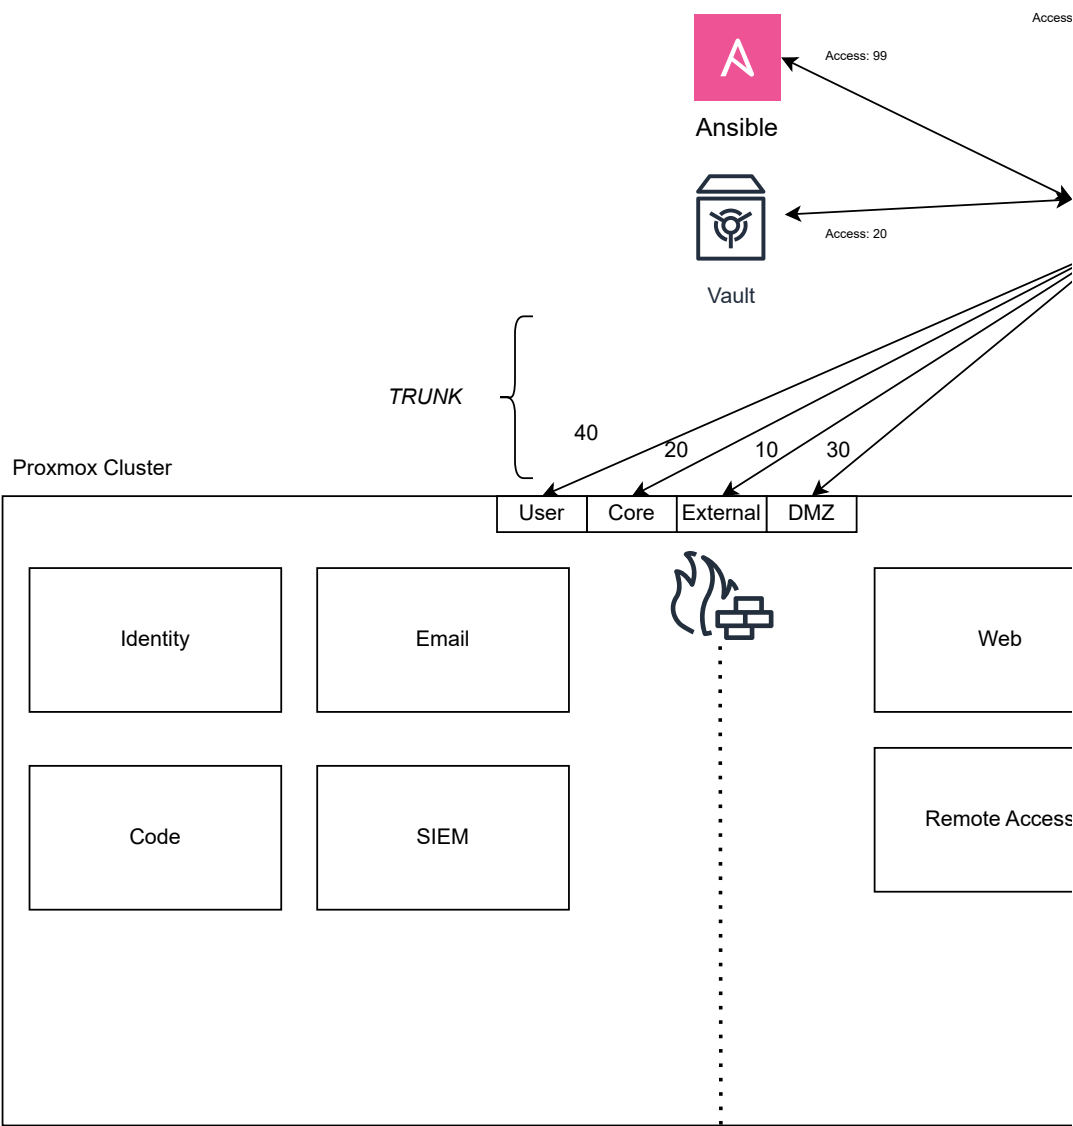 Access
Access: 99
Ansible
Access: 20
Vault
TRUNK
40
20
10
30
Proxmox Cluster
User
Core
External
DMZ
Identity
Email
Web
Code
SIEM
Remote Access